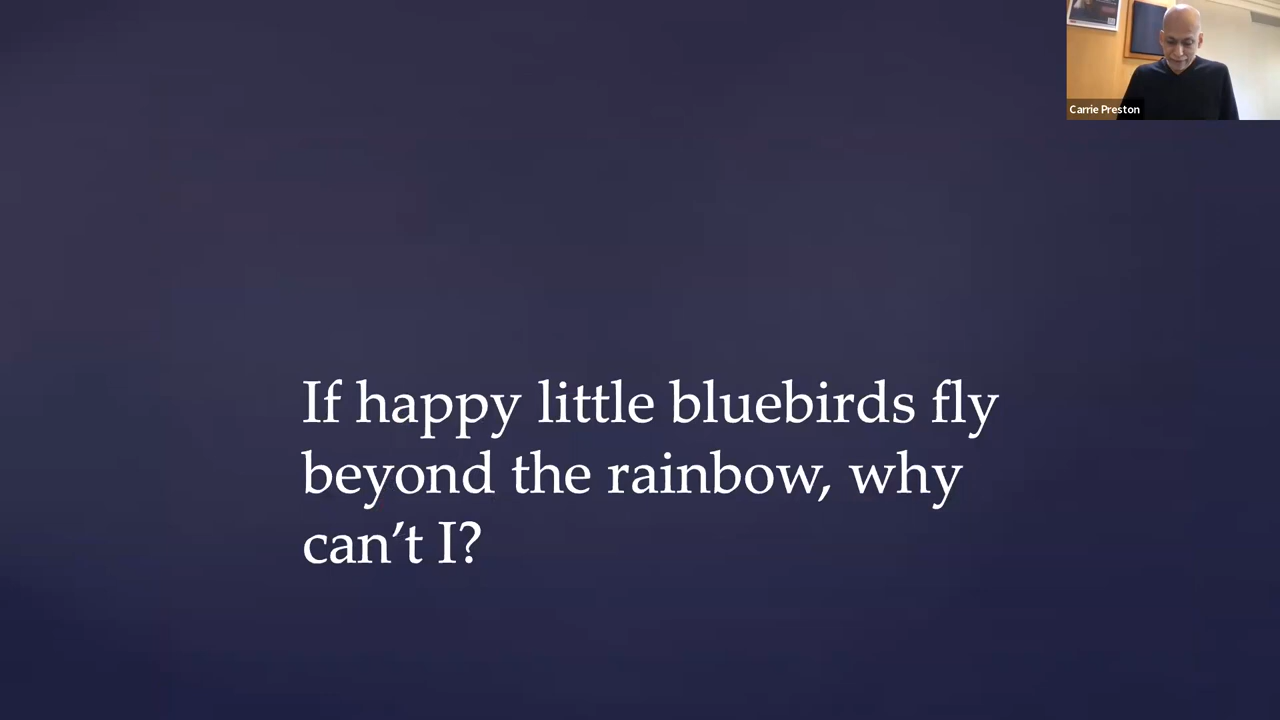 Carrie Preston
If happy little bluebirds fly
beyond the rainbow, why
can’t I?